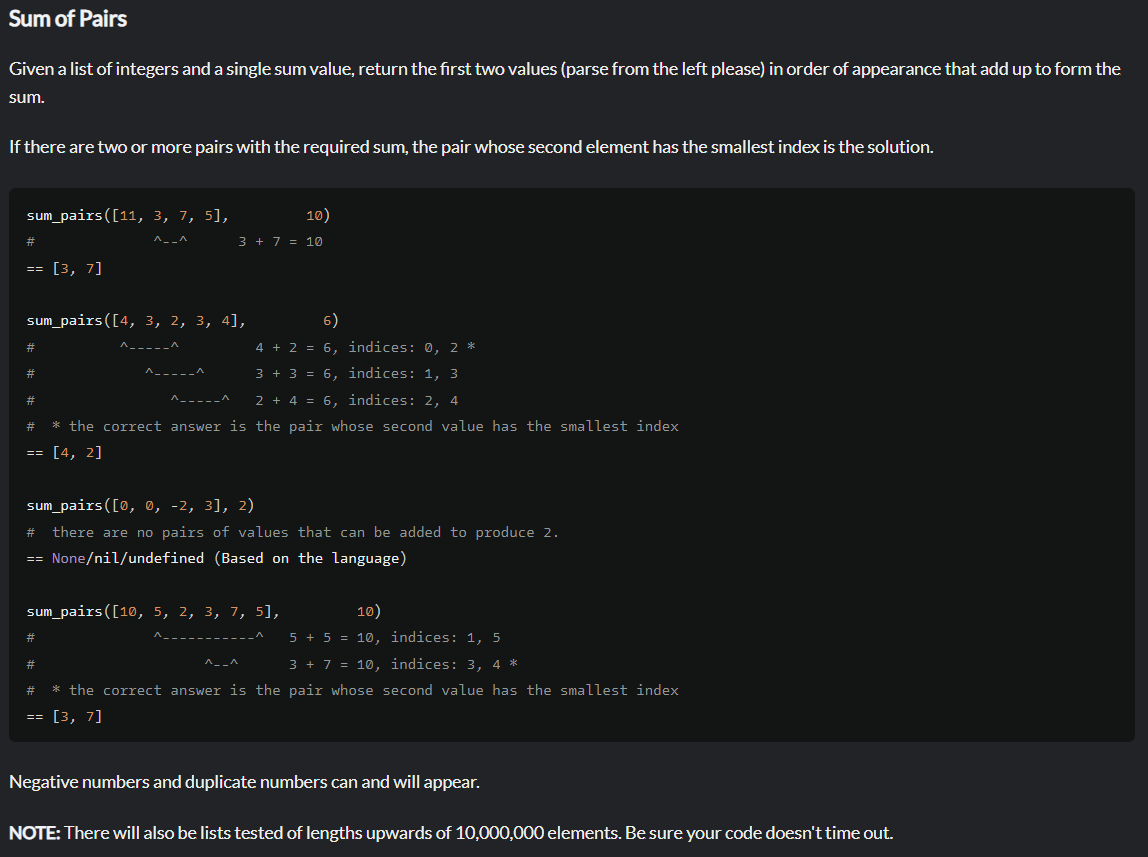 Sum of Pairs
Given a list of integers and a single sum value, return the first two values (parse from the left please) in order of appearance that add up to form the
sum.
If there are two or more pairs with the required sum, the pair whose second element has the smallest index is the solution.
sum_pairs([11, 3, 7, 5],         10)
#              ^--^      3 + 7 = 10
== [3, 7]
sum_pairs([4, 3, 2, 3, 4],         6)
#          ^-----^         4 + 2 = 6, indices: 0, 2 *
#             ^-----^      3 + 3 = 6, indices: 1, 3
#                ^-----^   2 + 4 = 6, indices: 2, 4
#  * the correct answer is the pair whose second value has the smallest index
== [4, 2]
sum_pairs([0, 0, -2, 3], 2)
#  there are no pairs of values that can be added to produce 2.
== None/nil/undefined (Based on the language)
sum_pairs([10, 5, 2, 3, 7, 5],         10)
#              ^-----------^   5 + 5 = 10, indices: 1, 5
#                    ^--^      3 + 7 = 10, indices: 3, 4 *
#  * the correct answer is the pair whose second value has the smallest index
== [3, 7]
Negative numbers and duplicate numbers can and will appear.
NOTE: There will also be lists tested of lengths upwards of 10,000,000 elements. Be sure your code doesn't time out.